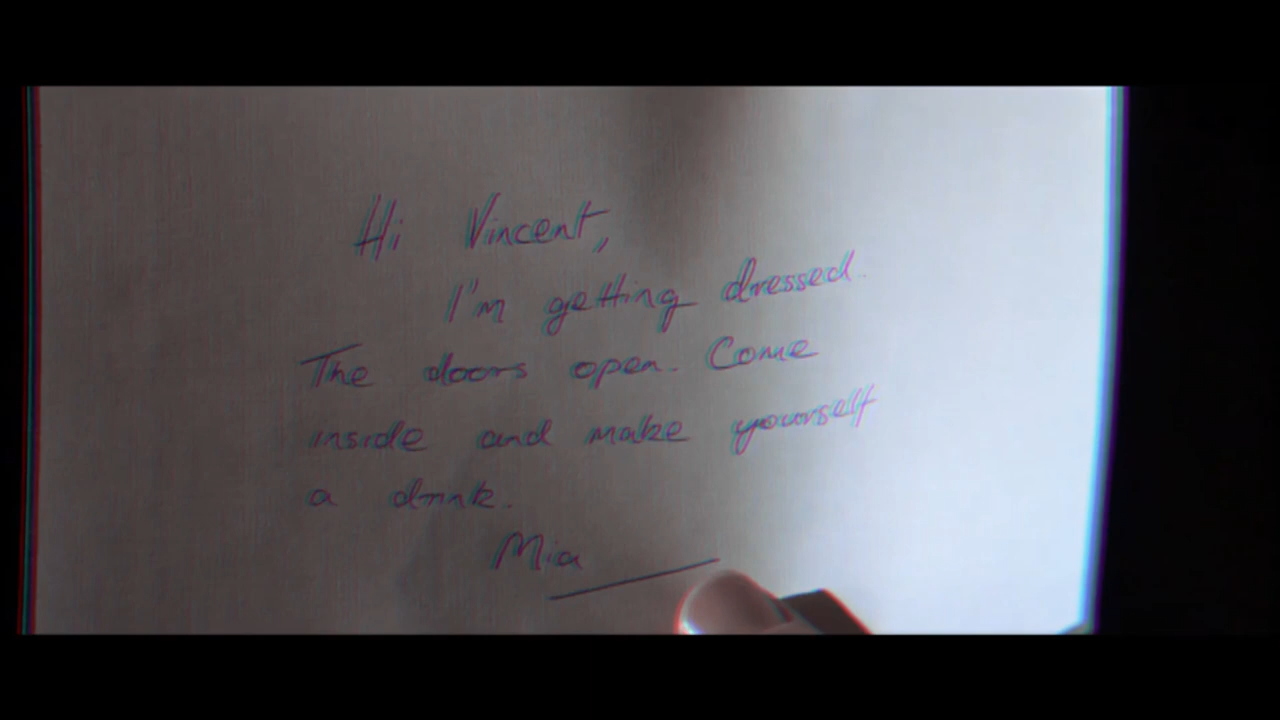 Hi Vincent,
I'm getting dressed.
The doors open. Come
inside and make yourself
a drink.
Mia